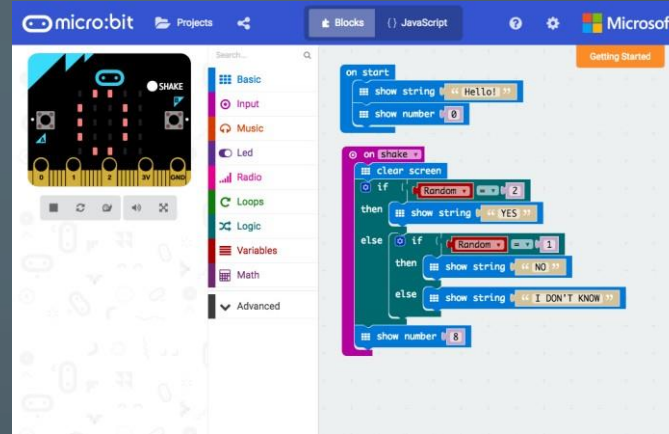 micro:bit Projects Blocks {} JavaScript Microsof
Getting Started
Search...
SHAKE
B
A
0 1 2 3V GND
Basic
Input
Music
Led
Radio
Loops
Logic
Variables
Math
Advanced
on start
show string " Hello! "
show number 0
on shake
clear screen
if Random = 2
then show string " YES "
else if Random = 1
then show string " NO "
else show string " I DON'T KNOW "
show number 8